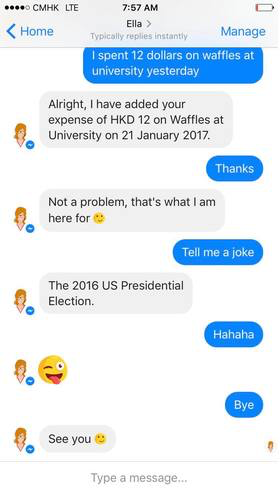 CMHK LTE 7:57 AM
Home
Ella
Typically replies instantly
Manage
I spent 12 dollars on waffles at
university yesterday
Alright, I have added your
expense of HKD 12 on Waffles at
University on 21 January 2017.
Thanks
Not a problem, that's what I am
here for 🙂
Tell me a joke
The 2016 US Presidential
Election.
Hahaha
😜
Bye
See you 🙂
Type a message...